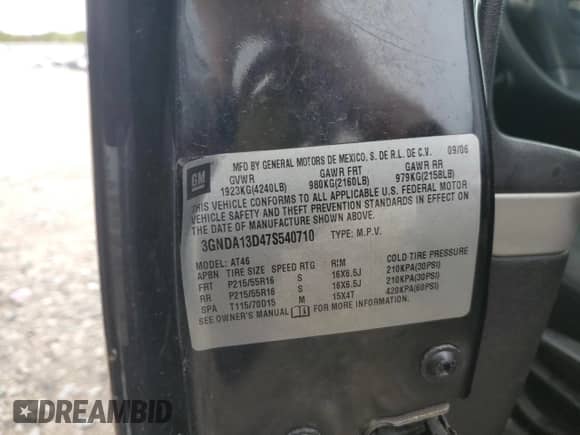 GM
MFD BY GENERAL MOTORS DE MEXICO, S. DE R.L. DE C.V. 09/06
GVWR GAWR FRT GAWR RR
1923KG(4240LB) 980KG(2160LB) 979KG(2158LB)
THIS VEHICLE CONFORMS TO ALL APPLICABLE U.S. FEDERAL MOTOR
VEHICLE SAFETY AND THEFT PREVENTION STANDARDS IN EFFECT ON
THE DATE OF MANUFACTURE SHOWN ABOVE.
3GNDA13D47S540710 TYPE: M.P.V.
MODEL: AT46
APBN TIRE SIZE SPEED RTG RIM COLD TIRE PRESSURE
FRT P215/55R16 S 16X6.5J 210KPA(30PSI)
RR P215/55R16 S 16X6.5J 210KPA(30PSI)
SPA T115/70D15 M 15X4T 420KPA(60PSI)
SEE OWNER'S MANUAL FOR MORE INFORMATION.
DREAMBID